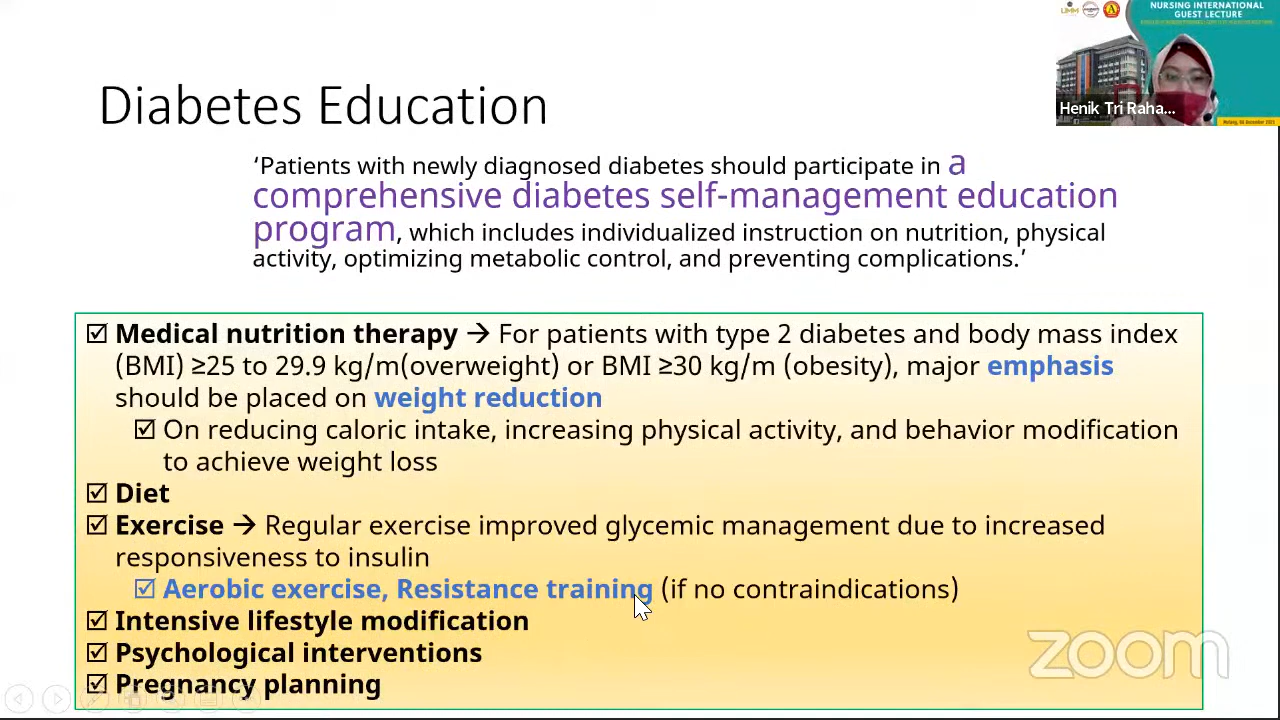 NURSING INTERNATIONAL
GUEST LECTURE
UMM
Henik Tri Raha...
Malang, 06 December 2021
Diabetes Education
‘Patients with newly diagnosed diabetes should participate in a
comprehensive diabetes self-management education
program, which includes individualized instruction on nutrition, physical
activity, optimizing metabolic control, and preventing complications.’
☑ Medical nutrition therapy → For patients with type 2 diabetes and body mass index
(BMI) ≥25 to 29.9 kg/m(overweight) or BMI ≥30 kg/m (obesity), major emphasis
should be placed on weight reduction
☑ On reducing caloric intake, increasing physical activity, and behavior modification
to achieve weight loss
☑ Diet
☑ Exercise → Regular exercise improved glycemic management due to increased
responsiveness to insulin
☑ Aerobic exercise, Resistance training (if no contraindications)
☑ Intensive lifestyle modification
☑ Psychological interventions
☑ Pregnancy planning
zoom